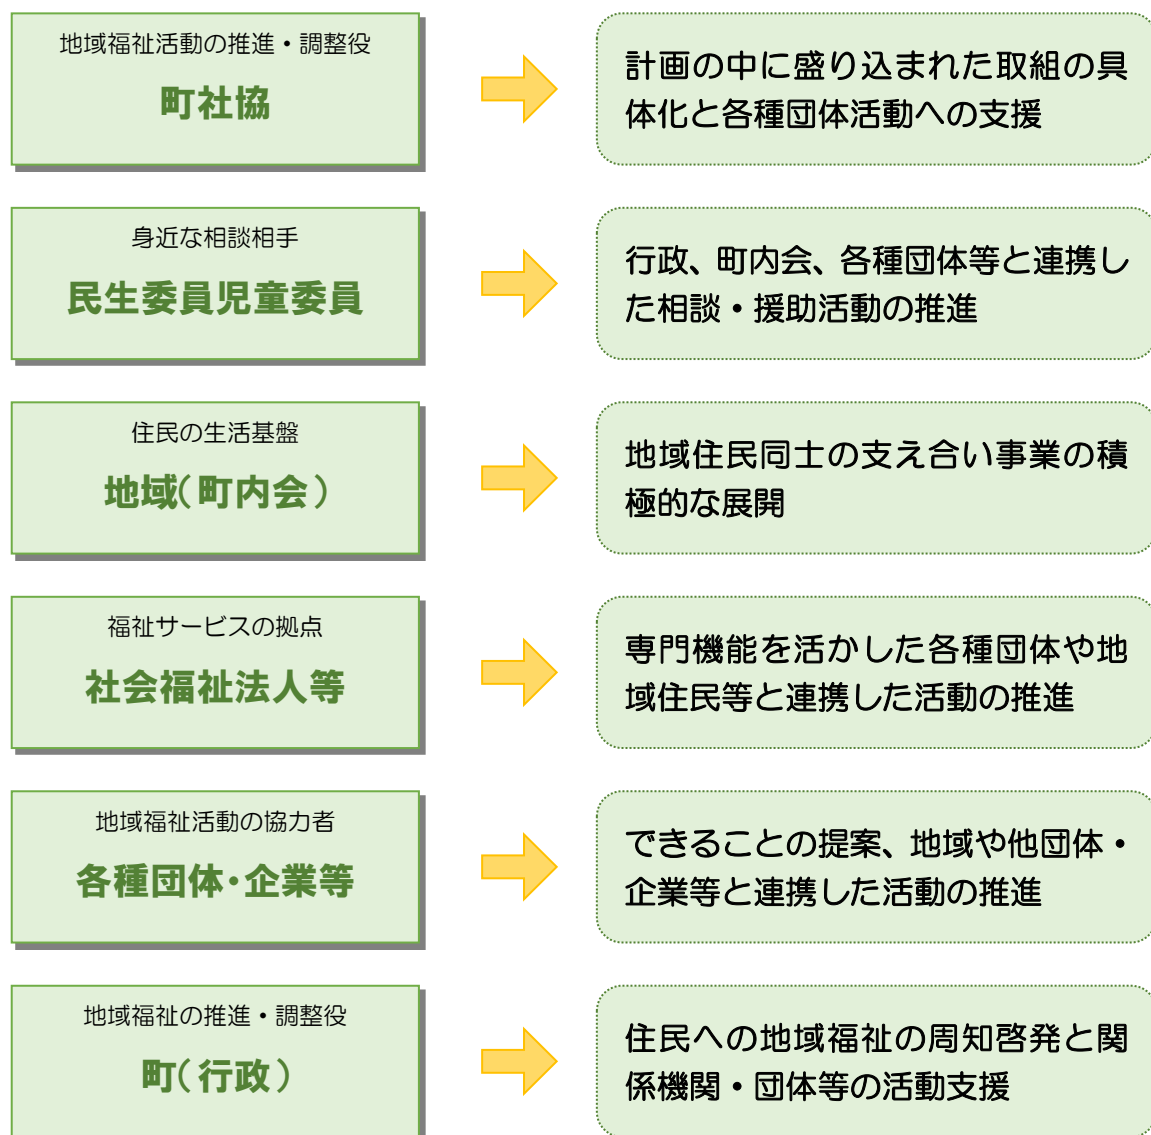 地域福祉活動の推進・調整役
町社協
計画の中に盛り込まれた取組の具
体化と各種団体活動への支援
身近な相談相手
民生委員児童委員
行政、町内会、各種団体等と連携し
た相談・援助活動の推進
住民の生活基盤
地域(町内会)
地域住民同士の支え合い事業の積
極的な展開
福祉サービスの拠点
社会福祉法人等
専門機能を活かした各種団体や地
域住民等と連携した活動の推進
地域福祉活動の協力者
各種団体・企業等
できることの提案、地域や他団体・
企業等と連携した活動の推進
地域福祉の推進・調整役
町(行政)
住民への地域福祉の周知啓発と関
係機関・団体等の活動支援